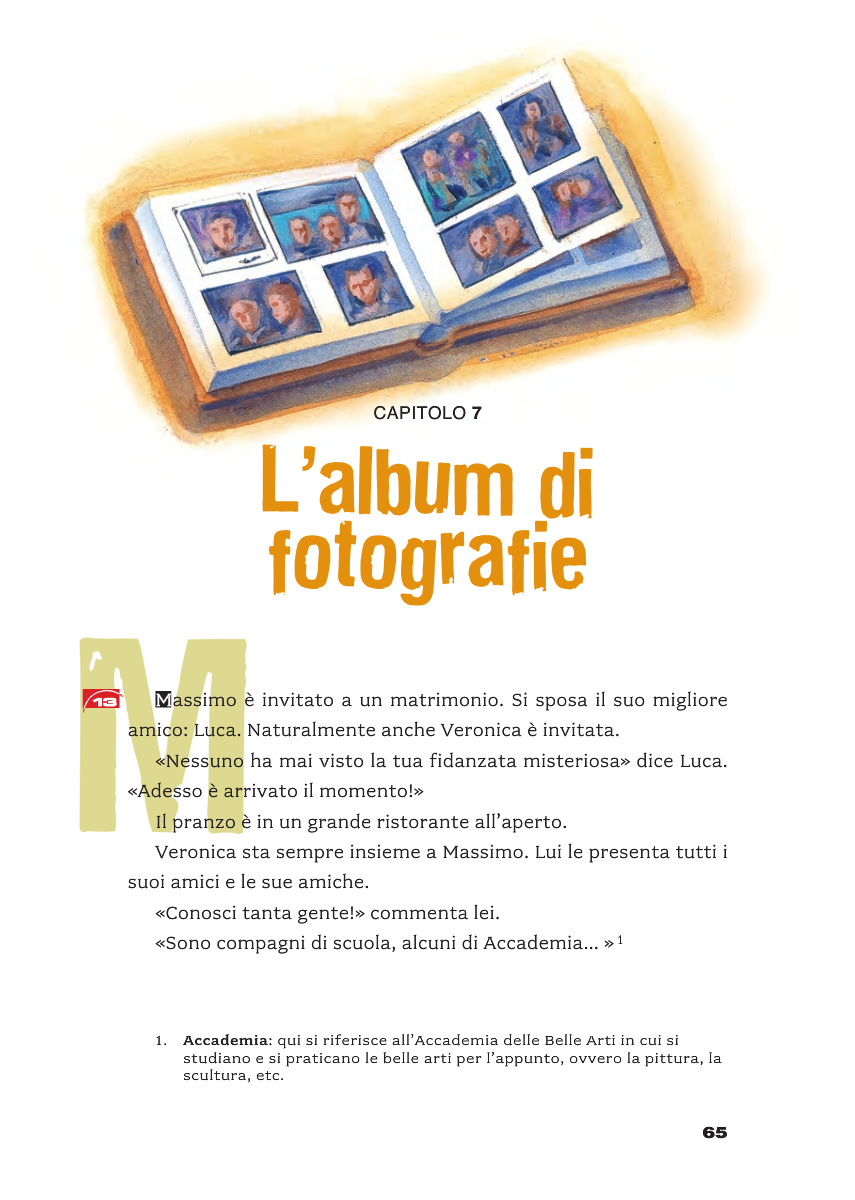 CAPITOLO 7
L'album di
fotografie
13
Massimo è invitato a un matrimonio. Si sposa il suo migliore
amico: Luca. Naturalmente anche Veronica è invitata.
«Nessuno ha mai visto la tua fidanzata misteriosa» dice Luca.
«Adesso è arrivato il momento!»
Il pranzo è in un grande ristorante all'aperto.
Veronica sta sempre insieme a Massimo. Lui le presenta tutti i
suoi amici e le sue amiche.
«Conosci tanta gente!» commenta lei.
«Sono compagni di scuola, alcuni di Accademia... » 1
1. Accademia: qui si riferisce all'Accademia delle Belle Arti in cui si
studiano e si praticano le belle arti per l'appunto, ovvero la pittura, la
scultura, etc.
65